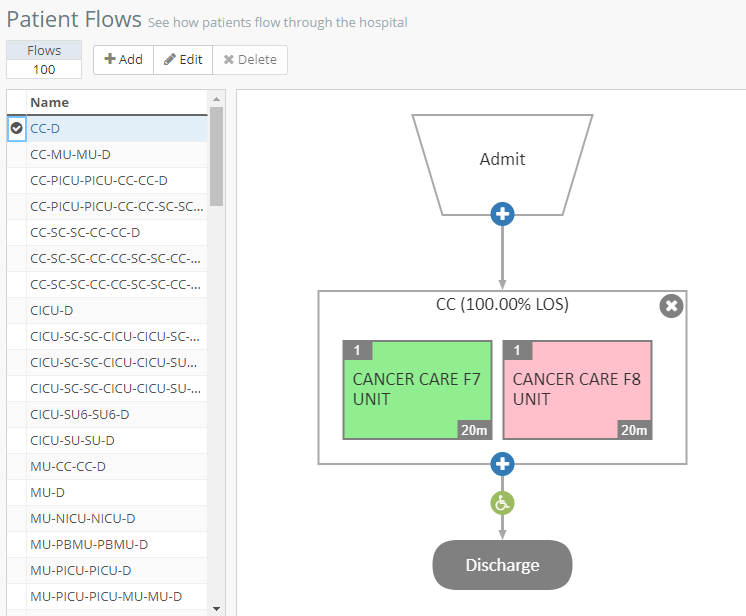 Patient Flows See how patients flow through the hospital
Flows
100
Add Edit Delete
Name
CC-D
CC-MU-MU-D
CC-PICU-PICU-CC-CC-D
CC-PICU-PICU-CC-CC-SC-SC...
CC-SC-SC-CC-CC-D
CC-SC-SC-CC-CC-SC-SC-CC-...
CC-SC-SC-CC-CC-SC-SC-CC-...
CICU-D
CICU-SC-SC-CICU-CICU-SC-...
CICU-SC-SC-CICU-CICU-SU...
CICU-SC-SC-CICU-CICU-SU-...
CICU-SU6-SU6-D
CICU-SU-SU-D
MU-CC-CC-D
MU-D
MU-NICU-NICU-D
MU-PBMU-PBMU-D
MU-PICU-PICU-D
MU-PICU-PICU-MU-MU-D
Admit
CC (100.00% LOS)
1
CANCER CARE F7
UNIT
20m
1
CANCER CARE F8
UNIT
20m
Discharge